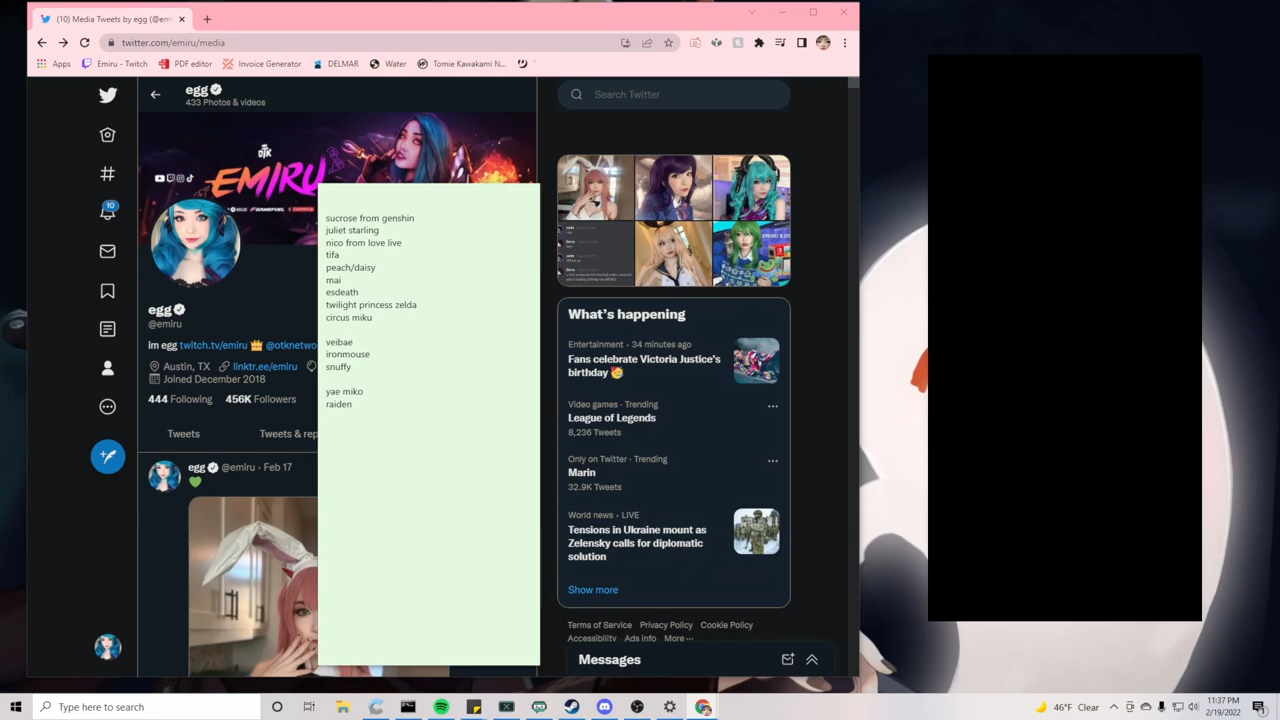 (10) Media Tweets by egg (@emi
twitter.com/emiru/media
Apps
Emiru - Twitch
PDF editor
Invoice Generator
DELMAR
Water
Tomie Kawakami N...
egg
433 Photos & videos
Search Twitter
OTK
EMIRU
sucrose from genshin
juliet starling
nico from love live
tifa
peach/daisy
mai
esdeath
twilight princess zelda
circus miku
veibae
ironmouse
snuffy
yae miko
raiden
10
egg
@emiru
im egg twitch.tv/emiru 👑 @otknetwo
Austin, TX linktr.ee/emiru
Joined December 2018
444 Following 456K Followers
Tweets Tweets & rep
egg @emiru · Feb 17
💚
What's happening
Entertainment · 34 minutes ago
Fans celebrate Victoria Justice's
birthday 🥳
Video games · Trending
League of Legends
8,236 Tweets
Only on Twitter · Trending
Marin
32.9K Tweets
World news · LIVE
Tensions in Ukraine mount as
Zelensky calls for diplomatic
solution
Show more
Terms of Service Privacy Policy Cookie Policy
Accessibility Ads info More ···
Messages
Type here to search
46°F Clear
11:37 PM
2/19/2022